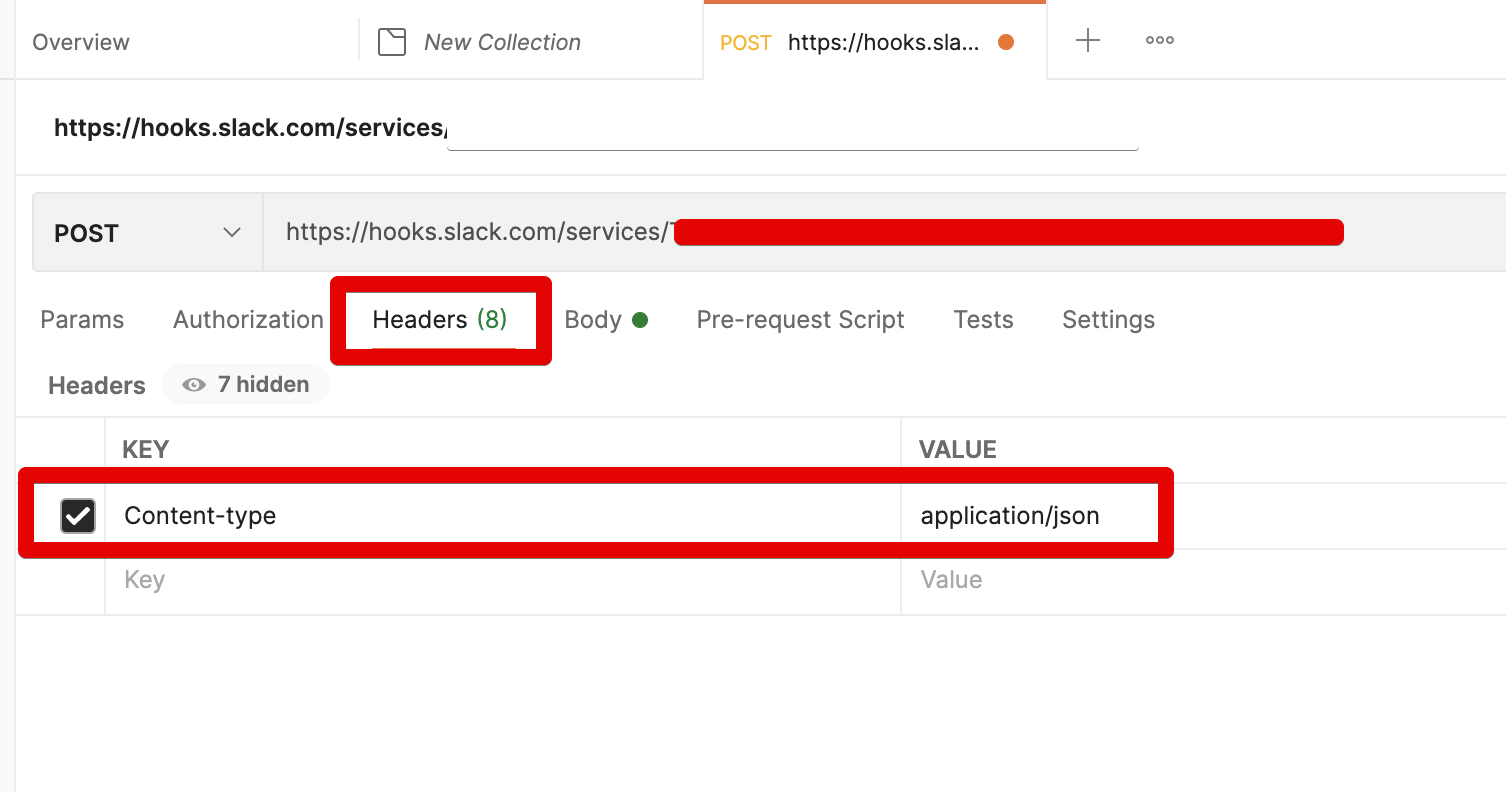 Overview New Collection POST https://hooks.sla... ooo
https://hooks.slack.com/services/
POST https://hooks.slack.com/services/
Params Authorization Headers (8) Body Pre-request Script Tests Settings
Headers 7 hidden
KEY VALUE
Content-type application/json
Key Value